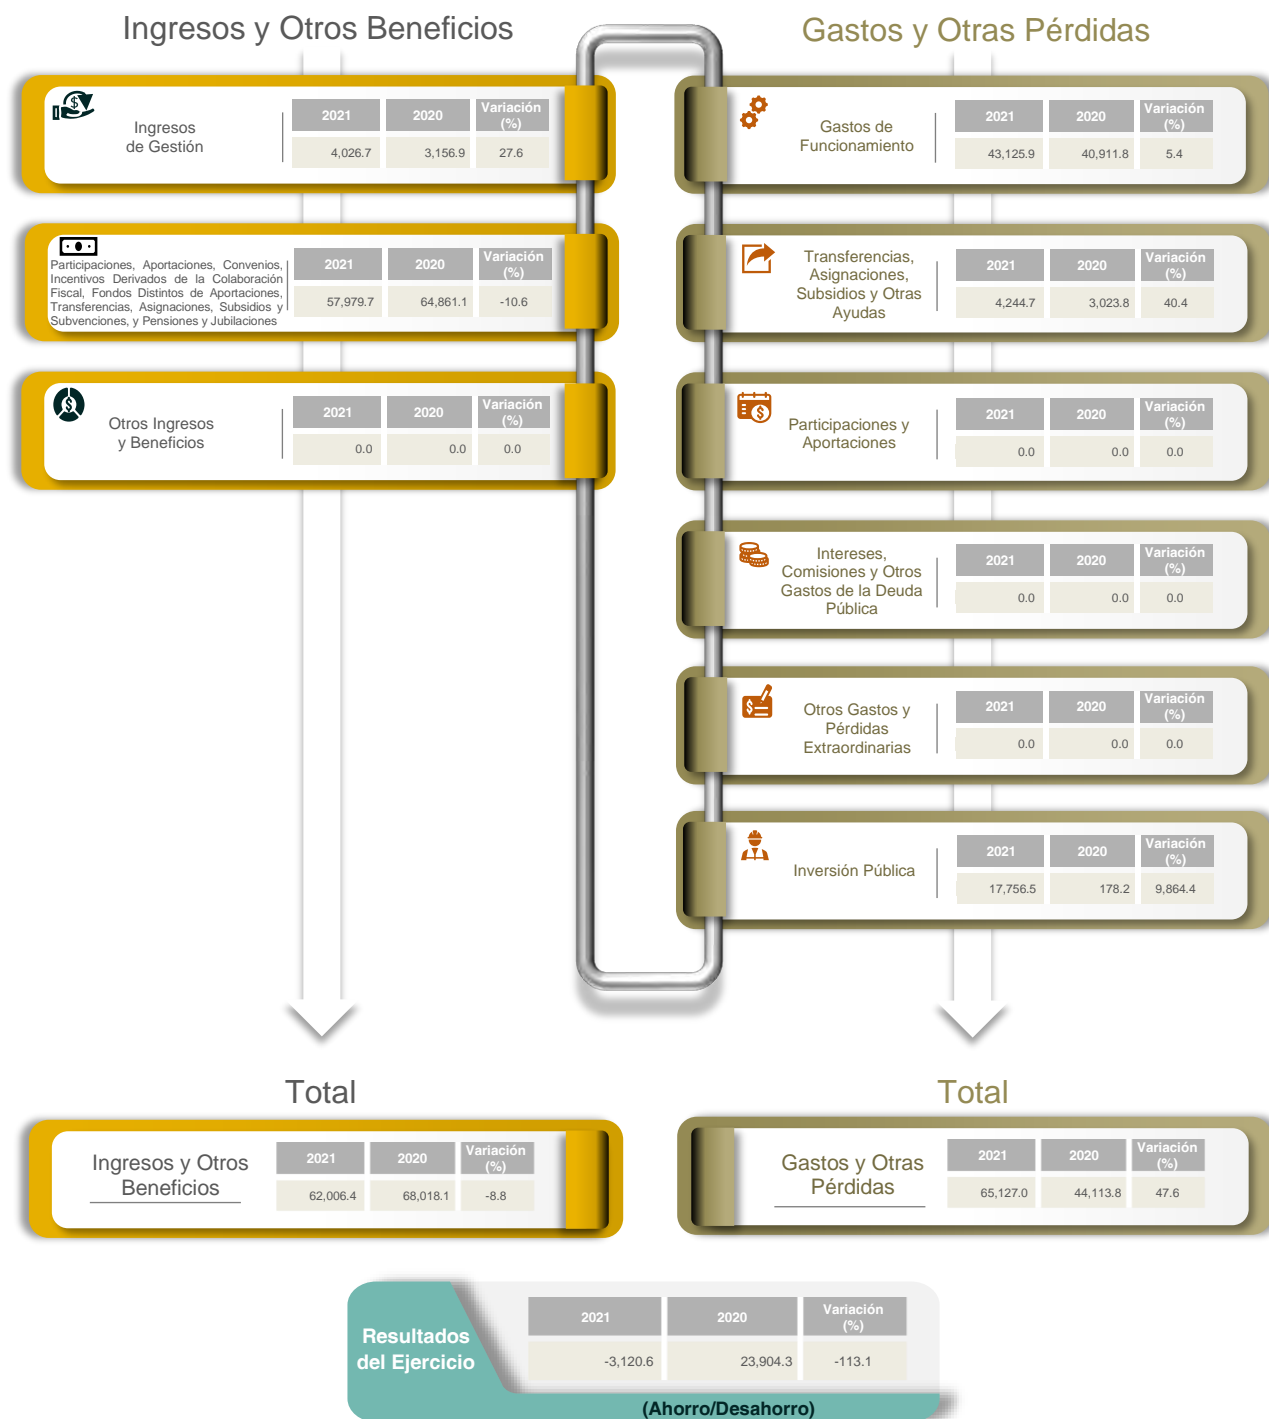 Ingresos y Otros Beneficios
Ingresos
de Gestión
2021 2020 Variación
(%)
4,026.7 3,156.9 27.6
Participaciones, Aportaciones, Convenios,
Incentivos Derivados de la Colaboración
Fiscal, Fondos Distintos de Aportaciones,
Transferencias, Asignaciones, Subsidios y
Subvenciones, y Pensiones y Jubilaciones
2021 2020 Variación
(%)
57,979.7 64,861.1 -10.6
Otros Ingresos
y Beneficios
2021 2020 Variación
(%)
0.0 0.0 0.0
Gastos y Otras Pérdidas
Gastos de
Funcionamiento
2021 2020 Variación
(%)
43,125.9 40,911.8 5.4
Transferencias,
Asignaciones,
Subsidios y Otras
Ayudas
2021 2020 Variación
(%)
4,244.7 3,023.8 40.4
Participaciones y
Aportaciones
2021 2020 Variación
(%)
0.0 0.0 0.0
Intereses,
Comisiones y Otros
Gastos de la Deuda
Pública
2021 2020 Variación
(%)
0.0 0.0 0.0
Otros Gastos y
Pérdidas
Extraordinarias
2021 2020 Variación
(%)
0.0 0.0 0.0
Inversión Pública
2021 2020 Variación
(%)
17,756.5 178.2 9,864.4
Total
Ingresos y Otros
Beneficios
2021 2020 Variación
(%)
62,006.4 68,018.1 -8.8
Total
Gastos y Otras
Pérdidas
2021 2020 Variación
(%)
65,127.0 44,113.8 47.6
Resultados
del Ejercicio
2021 2020 Variación
(%)
-3,120.6 23,904.3 -113.1
(Ahorro/Desahorro)